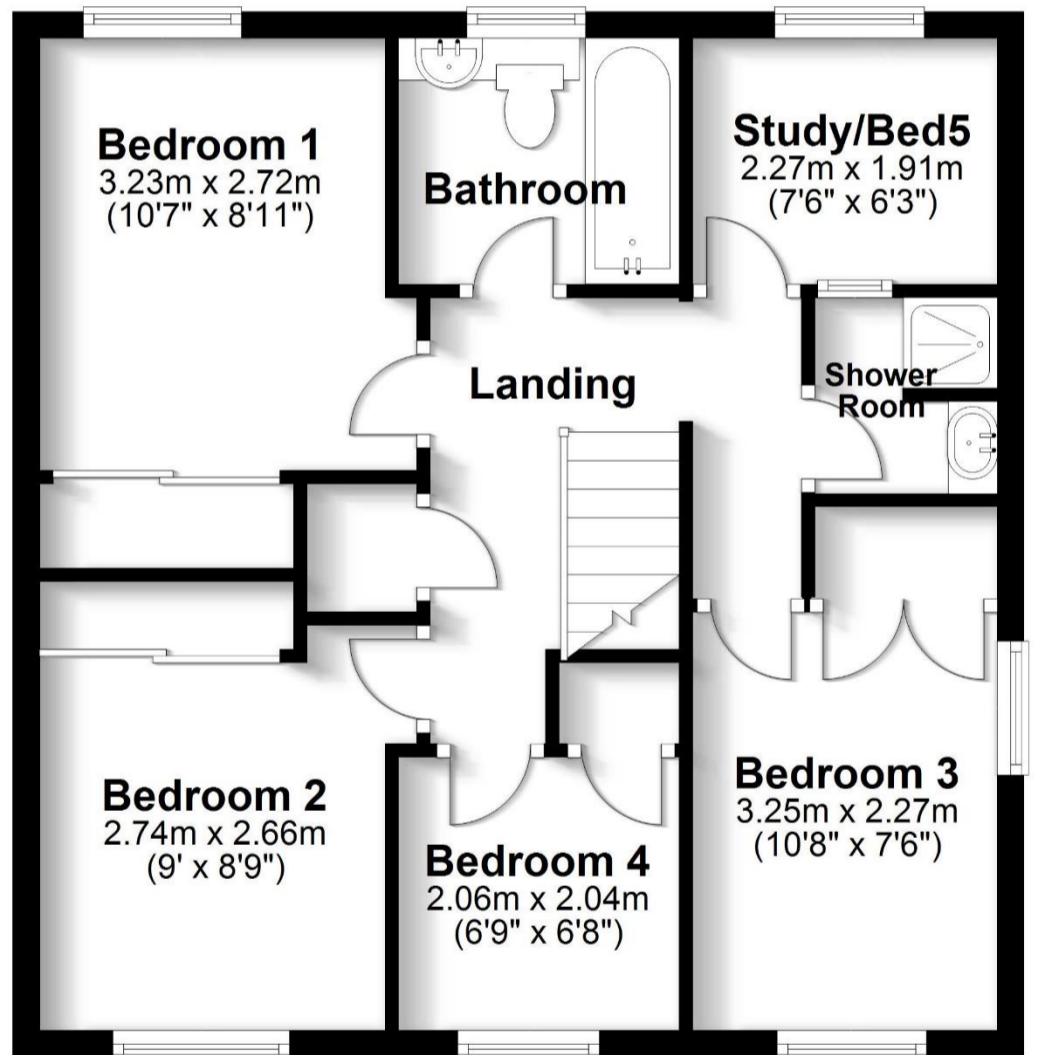 Bedroom 1
3.23m x 2.72m
(10'7" x 8'11")
Bathroom
Study/Bed5
2.27m x 1.91m
(7'6" x 6'3")
Landing
Shower
Room
Bedroom 2
2.74m x 2.66m
(9' x 8'9")
Bedroom 4
2.06m x 2.04m
(6'9" x 6'8")
Bedroom 3
3.25m x 2.27m
(10'8" x 7'6")